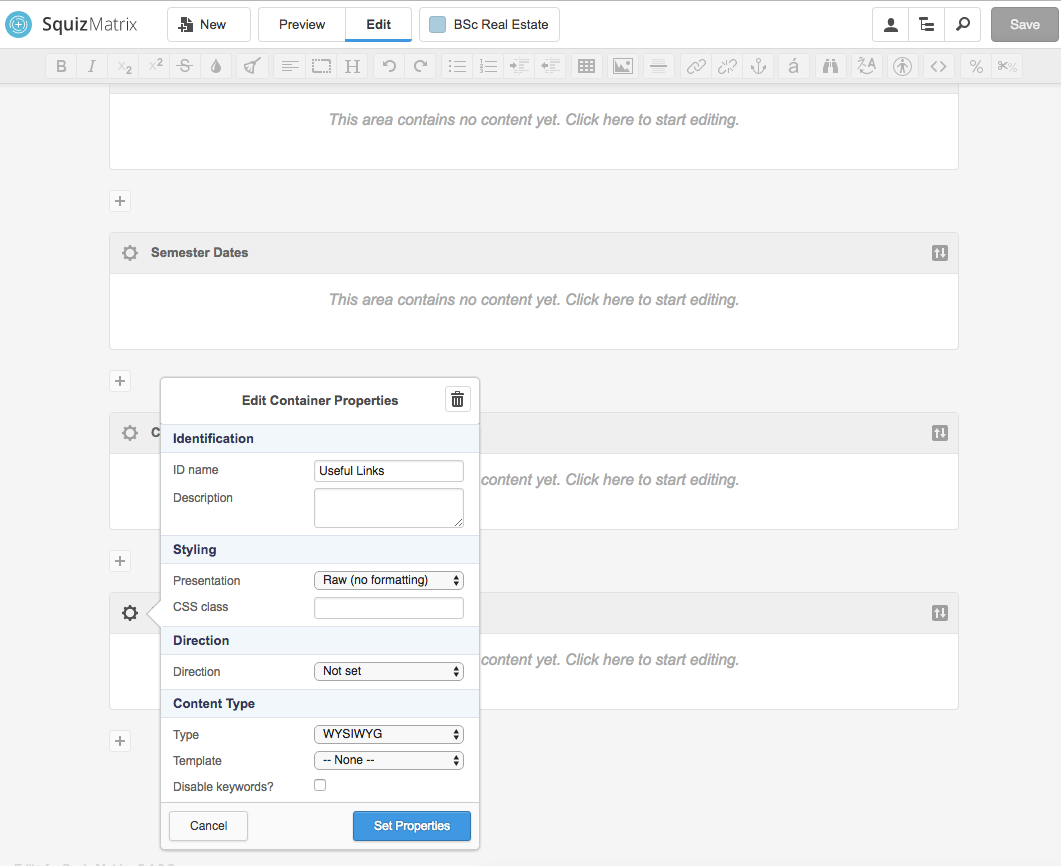 SquizMatrix New Preview Edit BSc Real Estate Save
B I x2 x2 S H á A % %
This area contains no content yet. Click here to start editing.
+
Semester Dates
This area contains no content yet. Click here to start editing.
+
Edit Container Properties
C
Identification
ID name Useful Links
content yet. Click here to start editing.
Description
Styling
+
Presentation Raw (no formatting)
CSS class
Direction
content yet. Click here to start editing.
Direction Not set
Content Type
Type WYSIWYG
+
Template -- None --
Disable keywords?
Cancel Set Properties